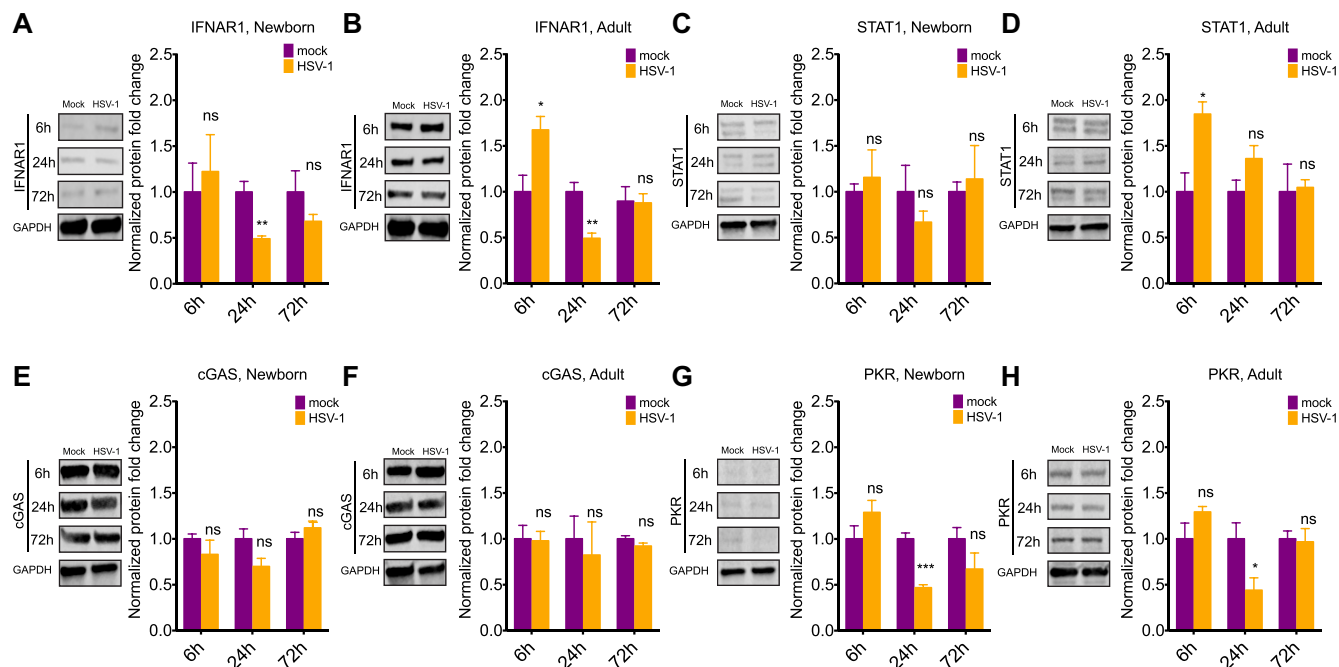 A
IFNAR1, Newborn
mock
HSV-1
Mock HSV-1
6h
24h
72h
IFNAR1
GAPDH
Normalized protein fold change
2.5
2.0
1.5
1.0
0.5
0.0
ns
**
ns
6h
24h
72h
B
IFNAR1, Adult
mock
HSV-1
Mock HSV-1
6h
24h
72h
IFNAR1
GAPDH
Normalized protein fold change
2.5
2.0
1.5
1.0
0.5
0.0
*
**
ns
6h
24h
72h
C
STAT1, Newborn
mock
HSV-1
Mock HSV-1
6h
24h
72h
STAT1
GAPDH
Normalized protein fold change
2.5
2.0
1.5
1.0
0.5
0.0
ns
ns
ns
6h
24h
72h
D
STAT1, Adult
mock
HSV-1
Mock HSV-1
6h
24h
72h
STAT1
GAPDH
Normalized protein fold change
2.5
2.0
1.5
1.0
0.5
0.0
*
ns
ns
6h
24h
72h
E
cGAS, Newborn
mock
HSV-1
Mock HSV-1
6h
24h
72h
cGAS
GAPDH
Normalized protein fold change
2.5
2.0
1.5
1.0
0.5
0.0
ns
ns
ns
6h
24h
72h
F
cGAS, Adult
mock
HSV-1
Mock HSV-1
6h
24h
72h
cGAS
GAPDH
Normalized protein fold change
2.5
2.0
1.5
1.0
0.5
0.0
ns
ns
ns
6h
24h
72h
G
PKR, Newborn
mock
HSV-1
Mock HSV-1
6h
24h
72h
PKR
GAPDH
Normalized protein fold change
2.5
2.0
1.5
1.0
0.5
0.0
ns
***
ns
6h
24h
72h
H
PKR, Adult
mock
HSV-1
Mock HSV-1
6h
24h
72h
PKR
GAPDH
Normalized protein fold change
2.5
2.0
1.5
1.0
0.5
0.0
ns
*
ns
6h
24h
72h